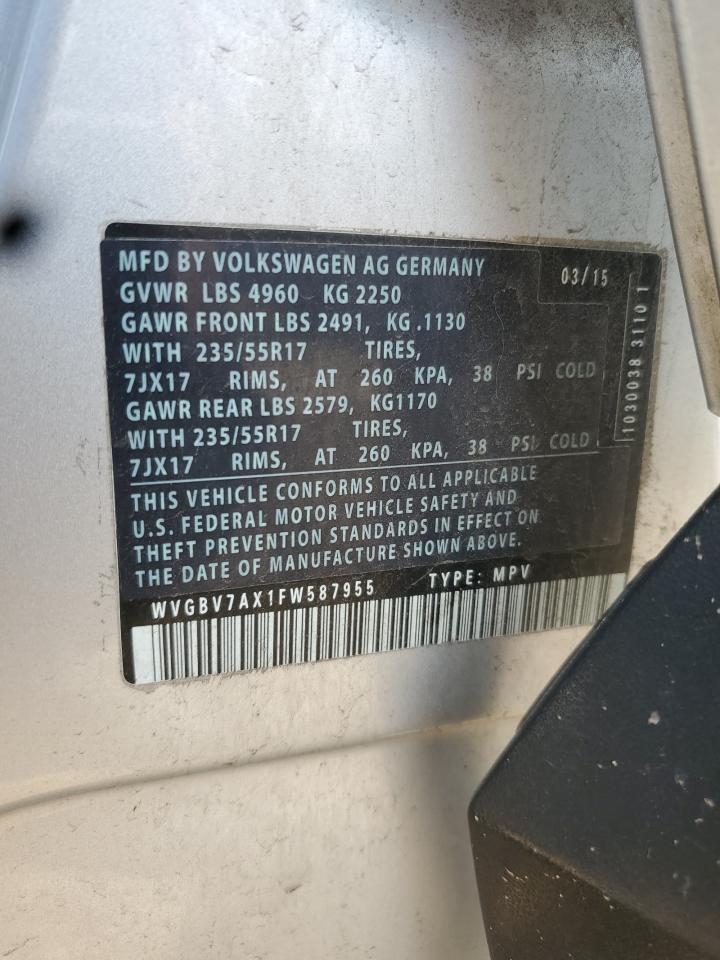 MFD BY VOLKSWAGEN AG GERMANY 03/15
GVWR LBS 4960 KG 2250
GAWR FRONT LBS 2491, KG .1130
WITH 235/55R17 TIRES,
7JX17 RIMS, AT 260 KPA, 38 PSI COLD
GAWR REAR LBS 2579, KG1170
WITH 235/55R17 TIRES,
7JX17 RIMS, AT 260 KPA, 38 PSI COLD
THIS VEHICLE CONFORMS TO ALL APPLICABLE
U.S. FEDERAL MOTOR VEHICLE SAFETY AND
THEFT PREVENTION STANDARDS IN EFFECT ON
THE DATE OF MANUFACTURE SHOWN ABOVE.
WVGBV7AX1FW587955 TYPE: MPV
1030038 3110 1